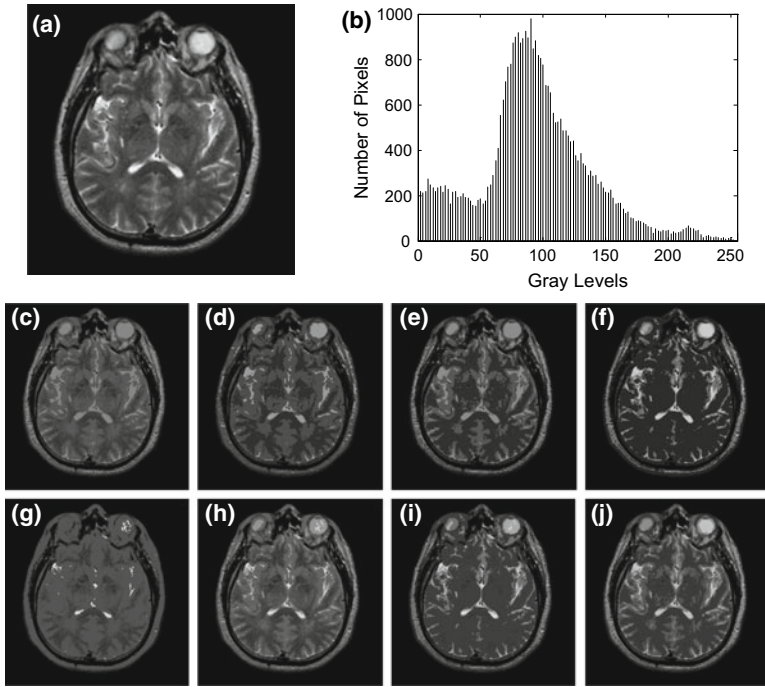 (a)
(b)
1000
800
600
400
200
0
Number of Pixels
0 50 100 150 200 250
Gray Levels
(c) (d) (e) (f)
(g) (h) (i) (j)